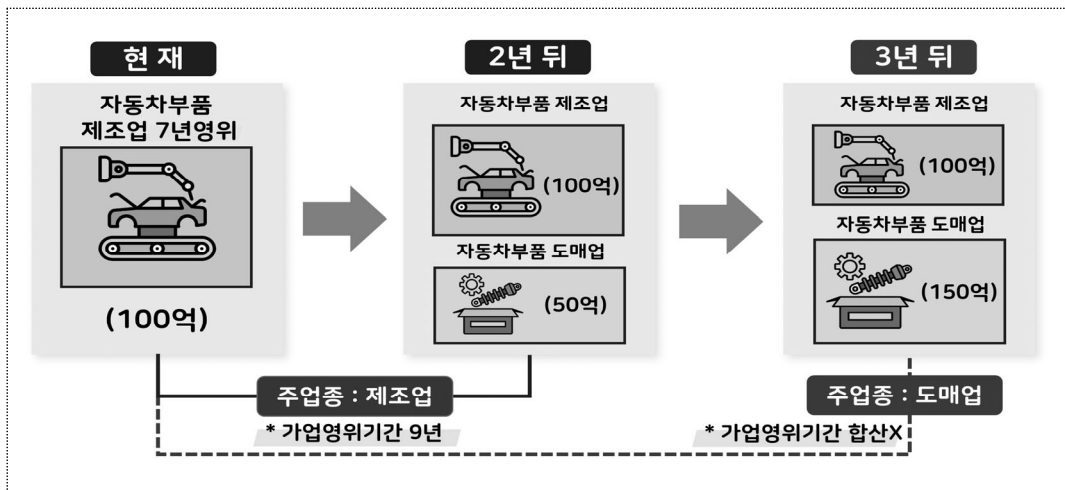 현 재
자동차부품
제조업 7년영위
(100억)
2년 뒤
자동차부품 제조업
(100억)
자동차부품 도매업
(50억)
3년 뒤
자동차부품 제조업
(100억)
자동차부품 도매업
(150억)
주업종 : 제조업
* 가업영위기간 9년
주업종 : 도매업
* 가업영위기간 합산X